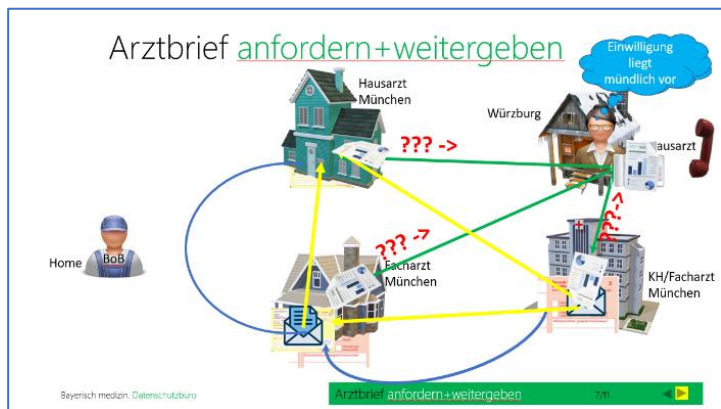 Arztbrief anfordern+weitergeben
Einwilligung
liegt
mündlich vor
Hausarzt
München
Würzburg
??? ->
ausarzt
??? ->
???->
Home
BoB
Facharzt
München
KH/Facharzt
München
Bayerisch medizin. Datenschutzbüro
Arztbrief anfordern+weitergeben
7/11